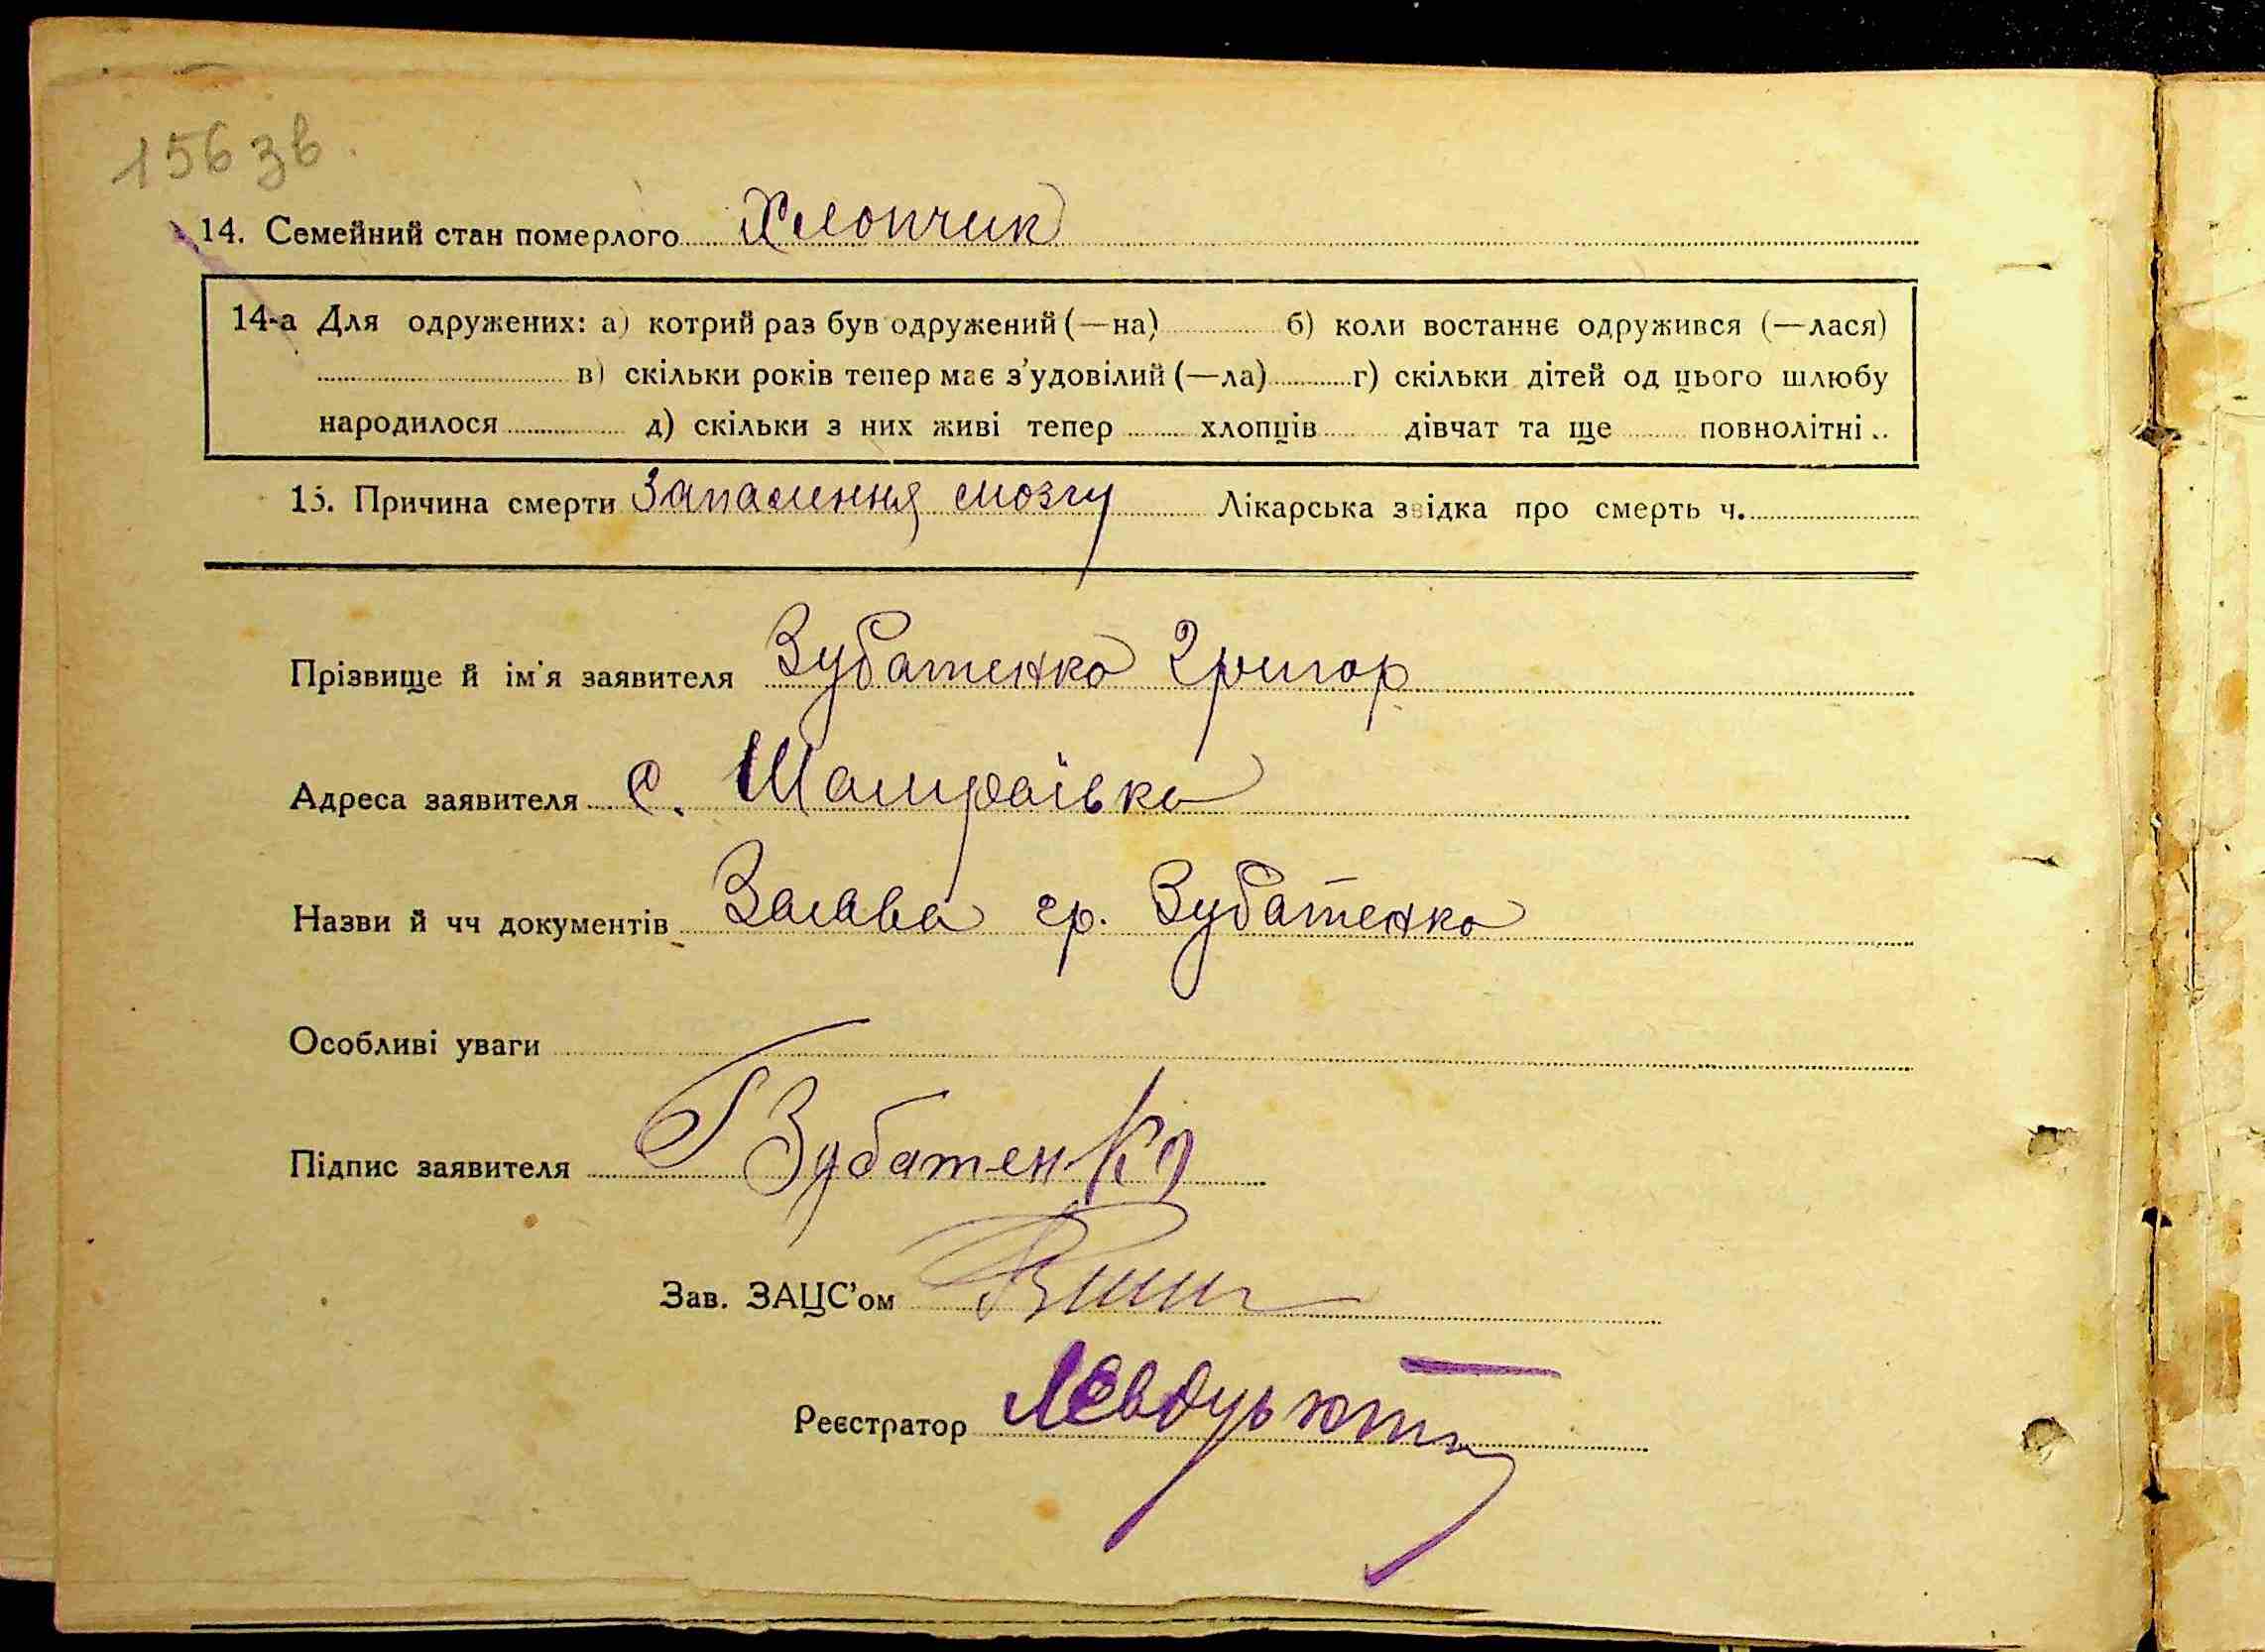 156 зв.
14. Семейний стан померлого Хлопчик
14-а Для одружених: а) котрий раз був одружений (—на) б) коли востаннє одружився (—лася)
в) скільки років тепер має з'удовілий (—ла) г) скільки дітей од цього шлюбу
народилося д) скільки з них живі тепер хлопців дівчат та ще повнолітні
15. Причина смерти Запалення мозгу Лікарська звідка про смерть ч.
Прізвище й ім'я заявителя Зубатенко Григор
Адреса заявителя с. Шамраївка
Назви й чч документів Заява гр. Зубатенко
Особливі уваги
Підпис заявителя Г Зубатенко
Зав. ЗАЦС'ом
Реєстратор